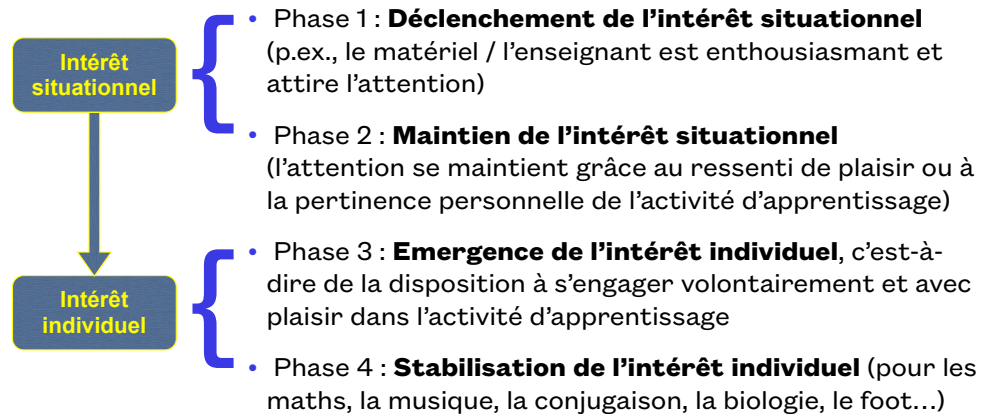 Intérêt
situationnel
• Phase 1 : Déclenchement de l’intérêt situationnel
(p.ex., le matériel / l’enseignant est enthousiasmant et
attire l’attention)
• Phase 2 : Maintien de l’intérêt situationnel
(l’attention se maintient grâce au ressenti de plaisir ou à
la pertinence personnelle de l’activité d’apprentissage)
Intérêt
individuel
• Phase 3 : Emergence de l’intérêt individuel, c’est-à-
dire de la disposition à s’engager volontairement et avec
plaisir dans l’activité d’apprentissage
• Phase 4 : Stabilisation de l’intérêt individuel (pour les
maths, la musique, la conjugaison, la biologie, le foot…)